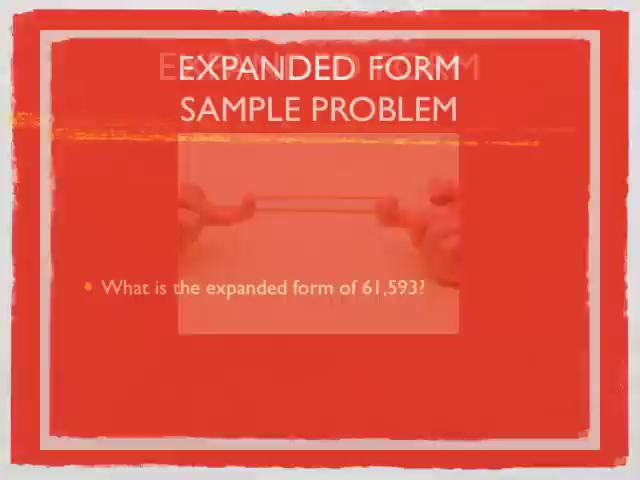 EXPANDED FORM
SAMPLE PROBLEM
• What is the expanded form of 61,593?